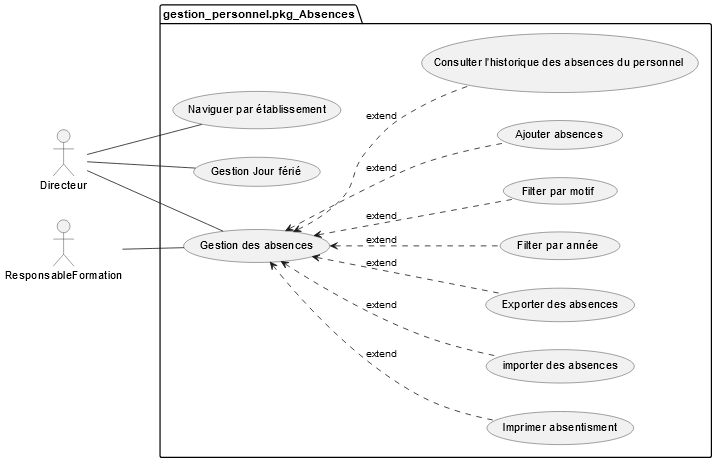 gestion_personnel.pkg_Absences
Consulter l'historique des absences du personnel
Naviguer par établissement
extend
Ajouter absences
Gestion Jour férié
extend
Directeur
Filter par motif
extend
Gestion des absences
extend
Filter par année
extend
ResponsableFormation
Exporter des absences
extend
importer des absences
extend
Imprimer absentisment